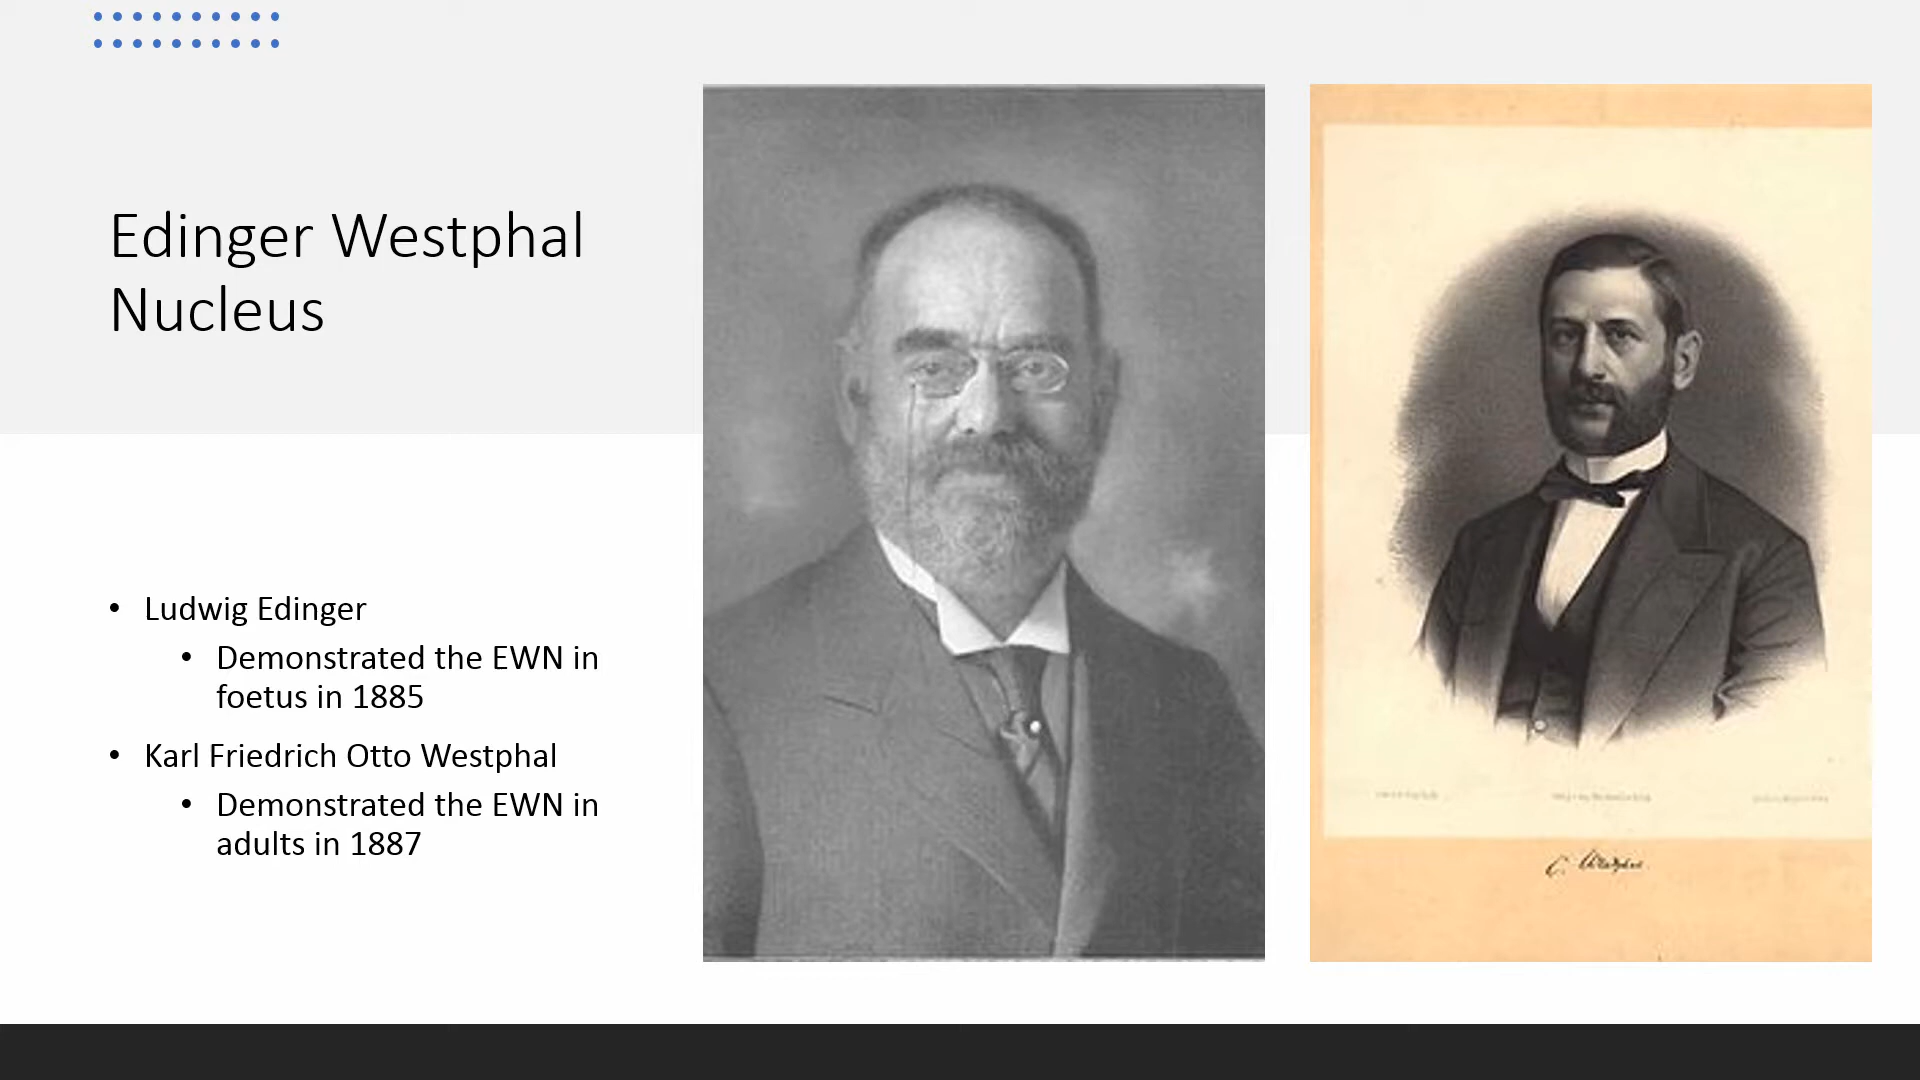 Edinger Westphal
Nucleus
• Ludwig Edinger
• Demonstrated the EWN in
foetus in 1885
• Karl Friedrich Otto Westphal
• Demonstrated the EWN in
adults in 1887
C. Westphal